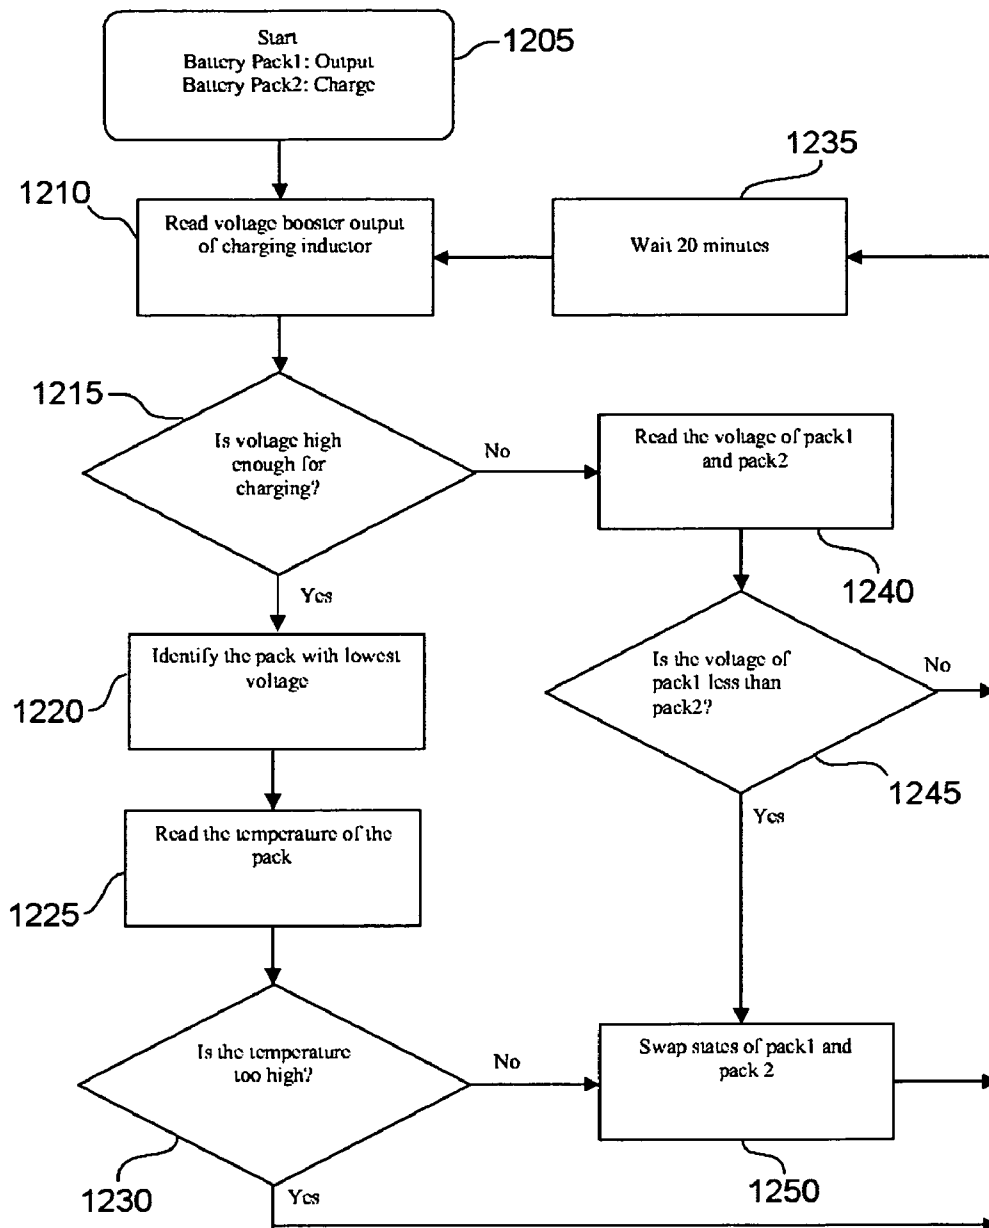 Start
Battery Pack1: Output
Battery Pack2: Charge
1205
1210
Read voltage booster output
of charging inductor
1235
Wait 20 minutes
1215
Is voltage high
enough for
charging?
No
Yes
Read the voltage of pack1
and pack2
1240
Identify the pack with lowest
voltage
1220
Is the voltage of
pack1 less than
pack2?
No
1245
Yes
Read the temperature of the
pack
1225
Is the temperature
too high?
No
Yes
1230
Swap states of pack1 and
pack 2
1250